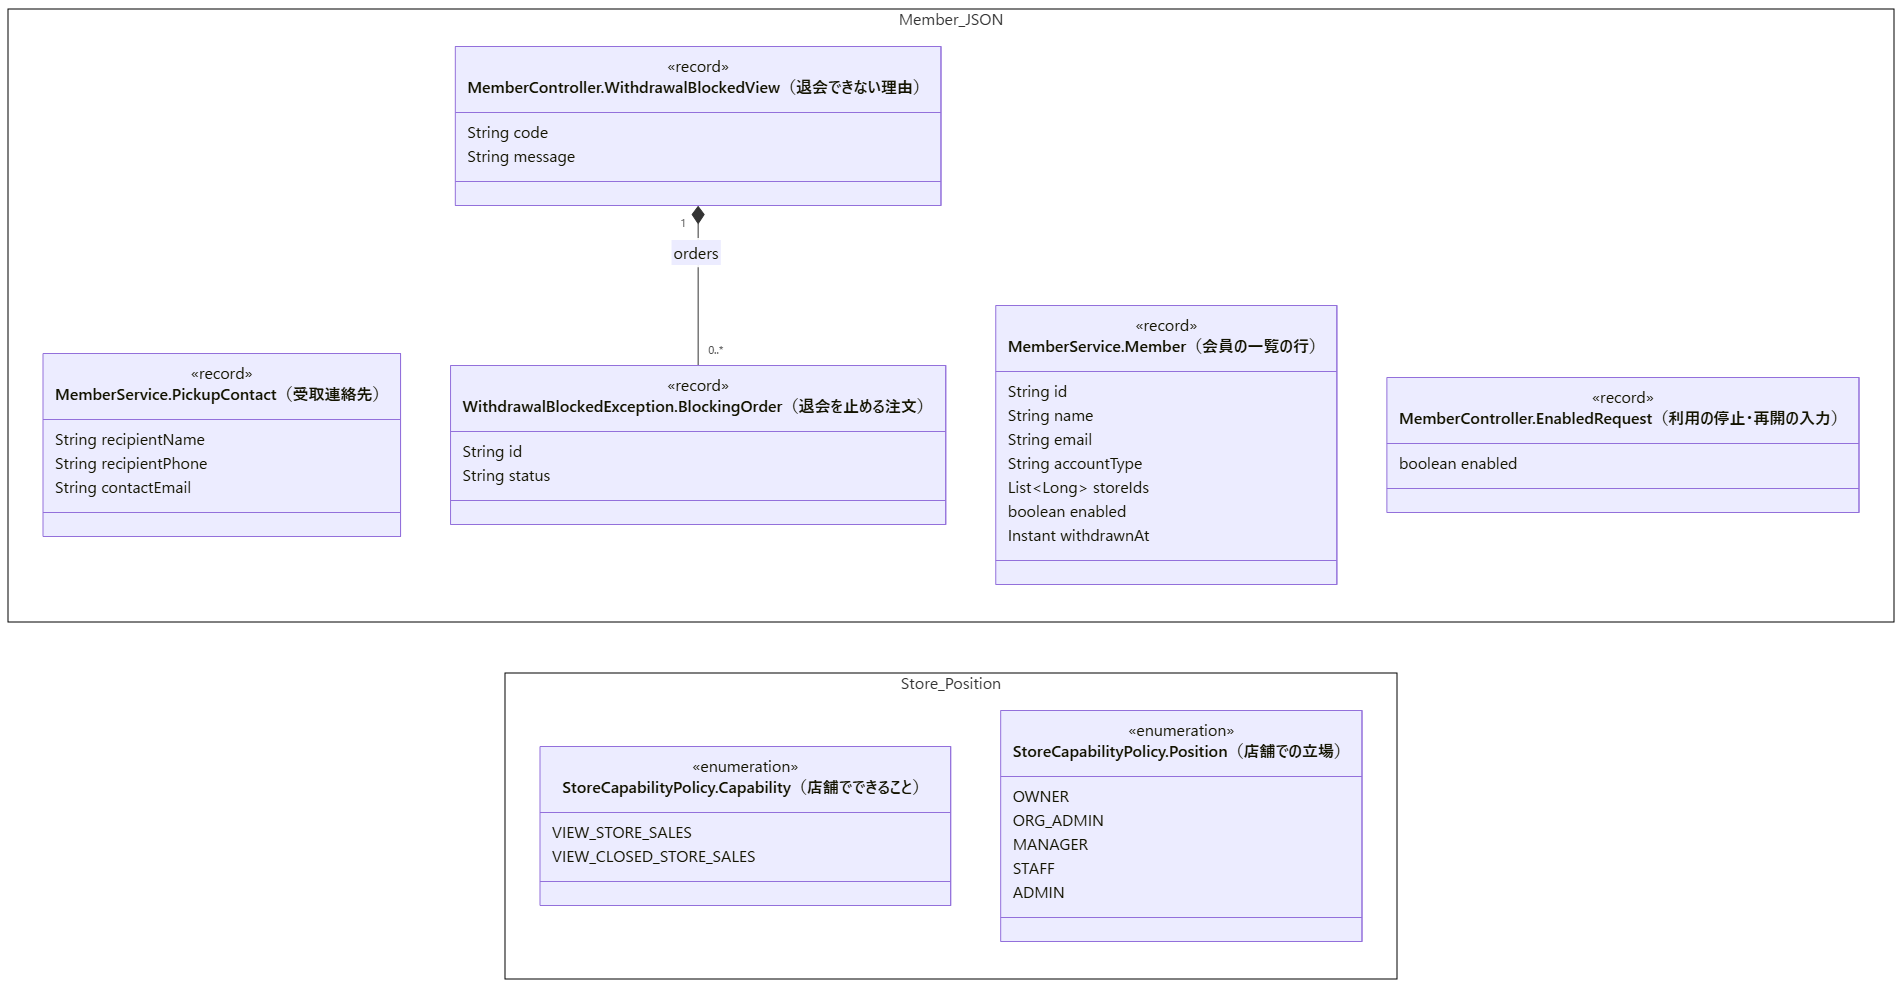 Member_JSON
«record»
MemberController.WithdrawalBlockedView（退会できない理由）
String code
String message
1
orders
0..*
«record»
MemberService.PickupContact（受取連絡先）
String recipientName
String recipientPhone
String contactEmail
«record»
WithdrawalBlockedException.BlockingOrder（退会を止める注文）
String id
String status
«record»
MemberService.Member（会員の一覧の行）
String id
String name
String email
String accountType
List<Long> storeIds
boolean enabled
Instant withdrawnAt
«record»
MemberController.EnabledRequest（利用の停止・再開の入力）
boolean enabled
Store_Position
«enumeration»
StoreCapabilityPolicy.Capability（店舗でできること）
VIEW_STORE_SALES
VIEW_CLOSED_STORE_SALES
«enumeration»
StoreCapabilityPolicy.Position（店舗での立場）
OWNER
ORG_ADMIN
MANAGER
STAFF
ADMIN